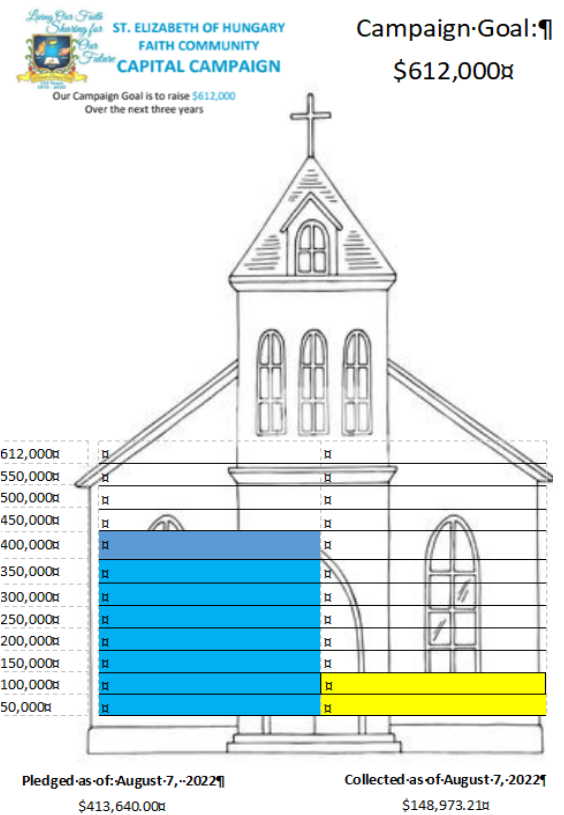 Living Our Faith
Sharing for
Our
Future
ST. ELIZABETH OF HUNGARY
FAITH COMMUNITY
CAPITAL CAMPAIGN
Our Campaign Goal is to raise $612,000
Over the next three years
Campaign·Goal:¶
$612,000¤
612,000¤ ¤ ¤
550,000¤ ¤ ¤
500,000¤ ¤ ¤
450,000¤ ¤ ¤
400,000¤ ¤ ¤
350,000¤ ¤ ¤
300,000¤ ¤ ¤
250,000¤ ¤ ¤
200,000¤ ¤ ¤
150,000¤ ¤ ¤
100,000¤ ¤ ¤
50,000¤ ¤ ¤
Pledged·as·of:·August·7,··2022¶
$413,640.00¤
Collected·as·of·August·7,·2022¶
$148,973.21¤